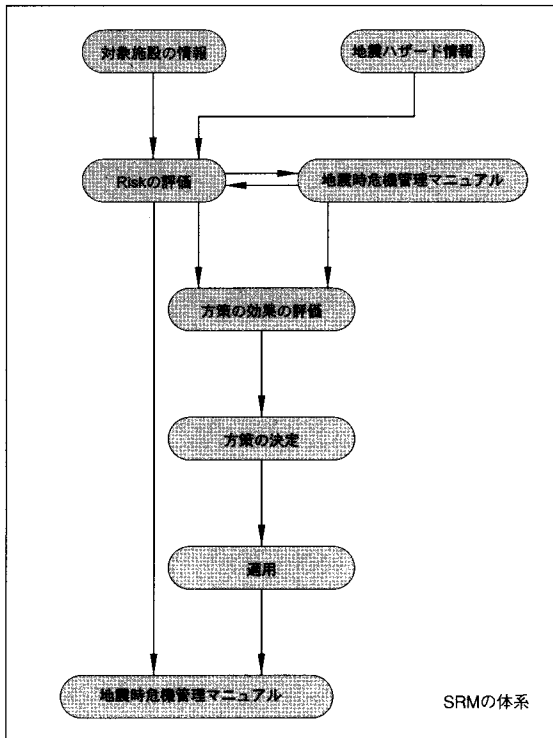 対象施設の情報
地震ハザード情報
Riskの評価
地震時危機管理マニュアル
方策の効果の評価
方策の決定
適用
地震時危機管理マニュアル
SRMの体系